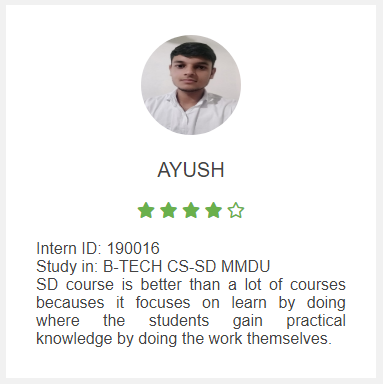 AYUSH
Intern ID: 190016
Study in: B-TECH CS-SD MMDU
SD course is better than a lot of courses
becauses it focuses on learn by doing
where the students gain practical
knowledge by doing the work themselves.